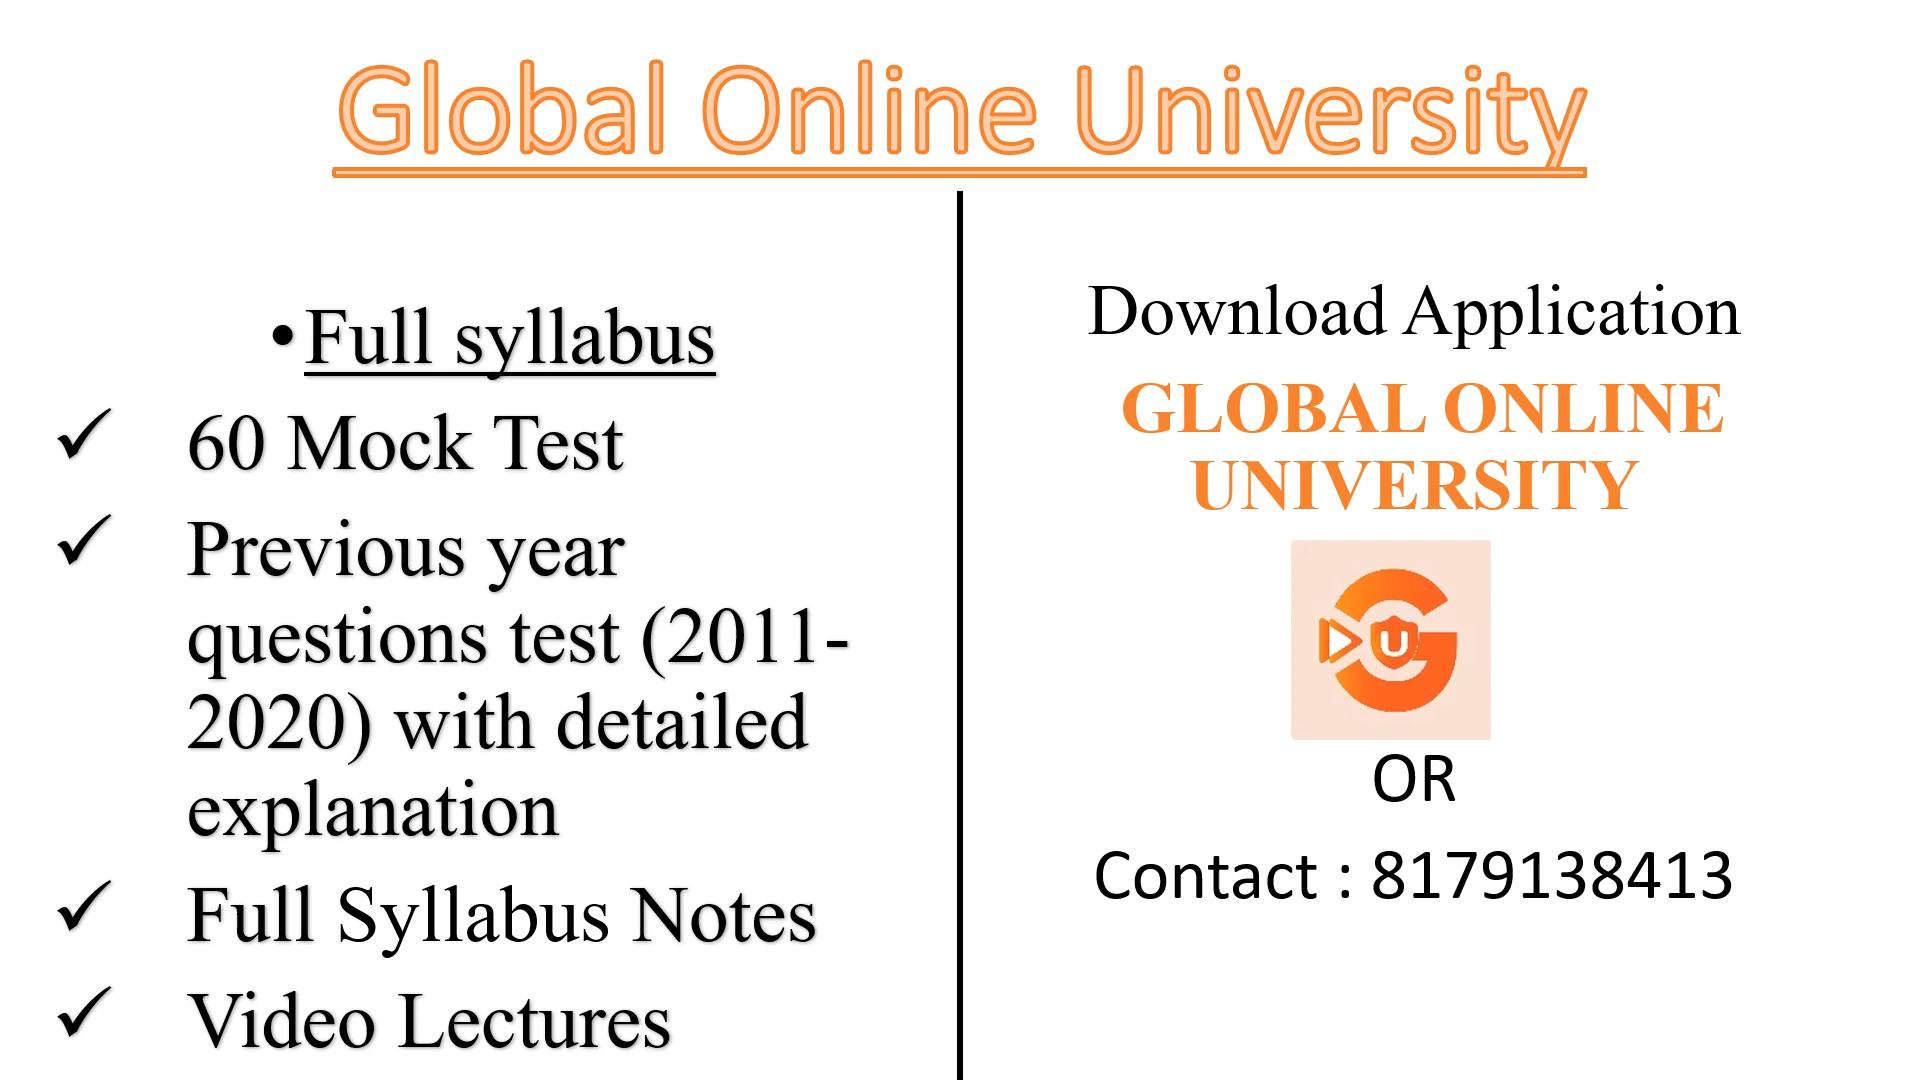 Global Online University
•Full syllabus
✓ 60 Mock Test
✓ Previous year
questions test (2011-
2020) with detailed
explanation
✓ Full Syllabus Notes
✓ Video Lectures
Download Application
GLOBAL ONLINE
UNIVERSITY
U
OR
Contact : 8179138413